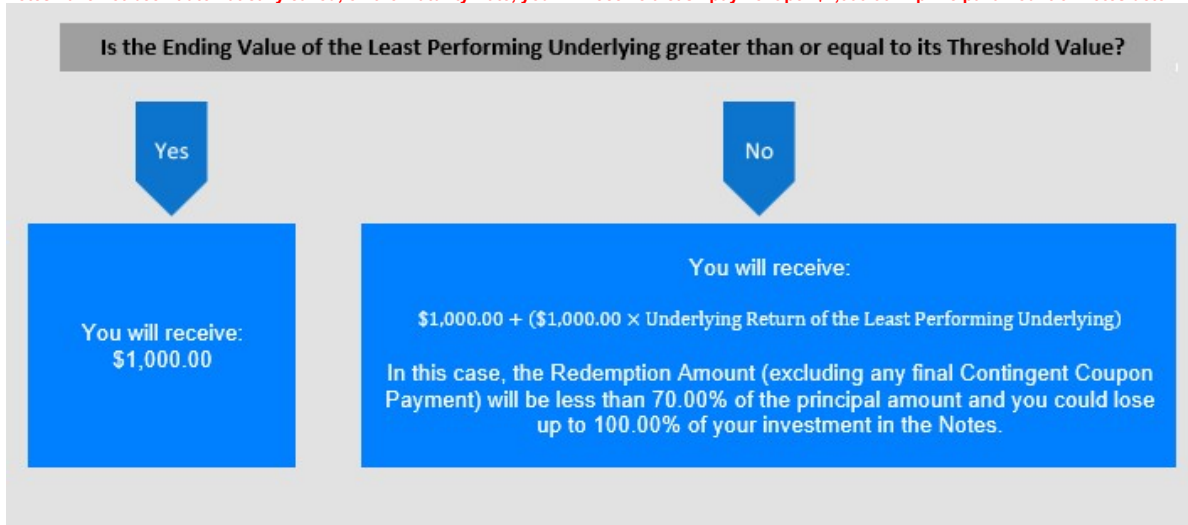 Is the Ending Value of the Least Performing Underlying greater than or equal to its Threshold Value?
Yes
No
You will receive:
$1,000.00
You will receive:
$1,000.00 + ($1,000.00 × Underlying Return of the Least Performing Underlying)
In this case, the Redemption Amount (excluding any final Contingent Coupon
Payment) will be less than 70.00% of the principal amount and you could lose
up to 100.00% of your investment in the Notes.